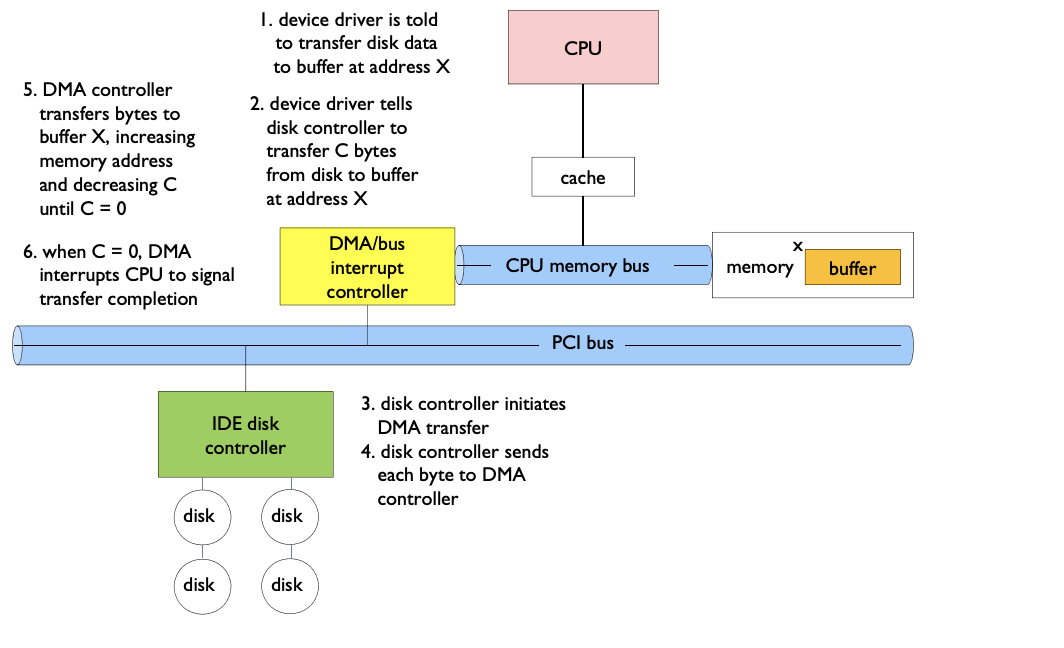 1. device driver is told
to transfer disk data
to buffer at address X
CPU
5. DMA controller
transfers bytes to
buffer X, increasing
memory address
and decreasing C
until C = 0
2. device driver tells
disk controller to
transfer C bytes
from disk to buffer
at address X
cache
6. when C = 0, DMA
interrupts CPU to signal
transfer completion
DMA/bus
interrupt
controller
CPU memory bus
memory
x
buffer
PCI bus
IDE disk
controller
3. disk controller initiates
DMA transfer
4. disk controller sends
each byte to DMA
controller
disk
disk
disk
disk